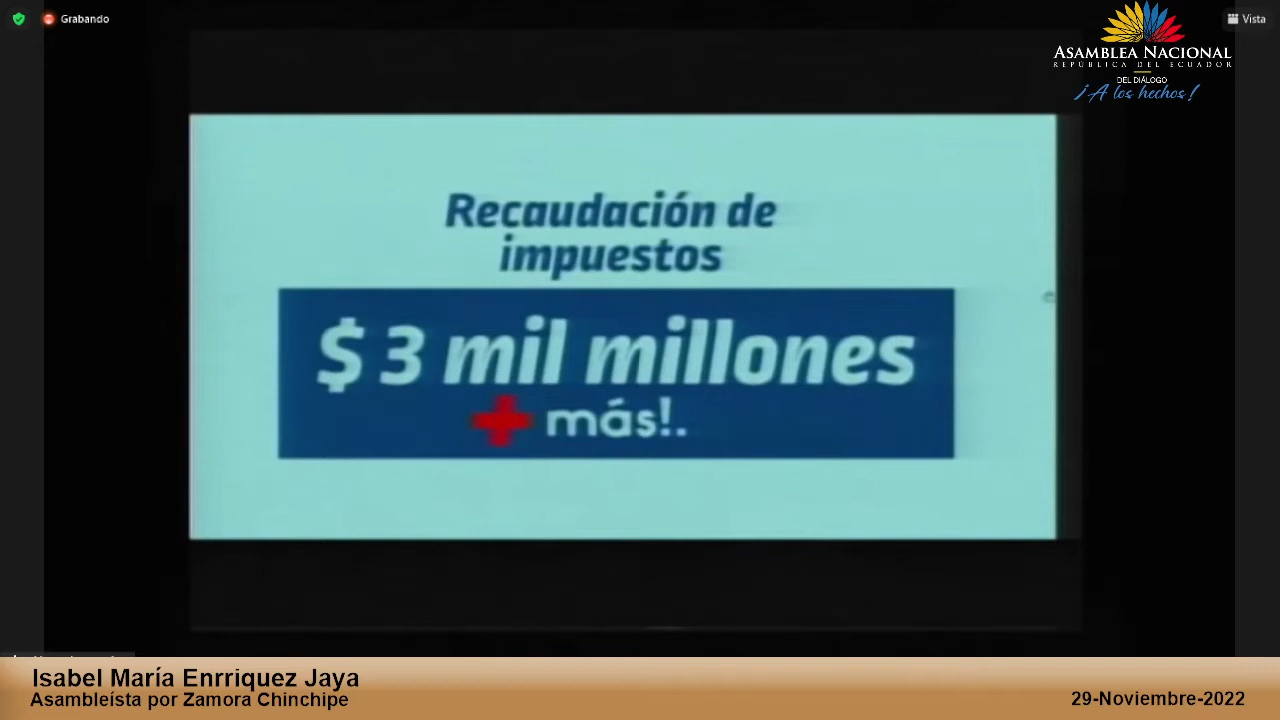 Grabando
Vista
ASAMBLEA NACIONAL
REPÚBLICA DEL ECUADOR
DEL DIÁLOGO
¡A los hechos!
Recaudación de
impuestos
$ 3 mil millones
+ más!.
Isabel María Enrriquez Jaya
Asambleísta por Zamora Chinchipe
29-Noviembre-2022